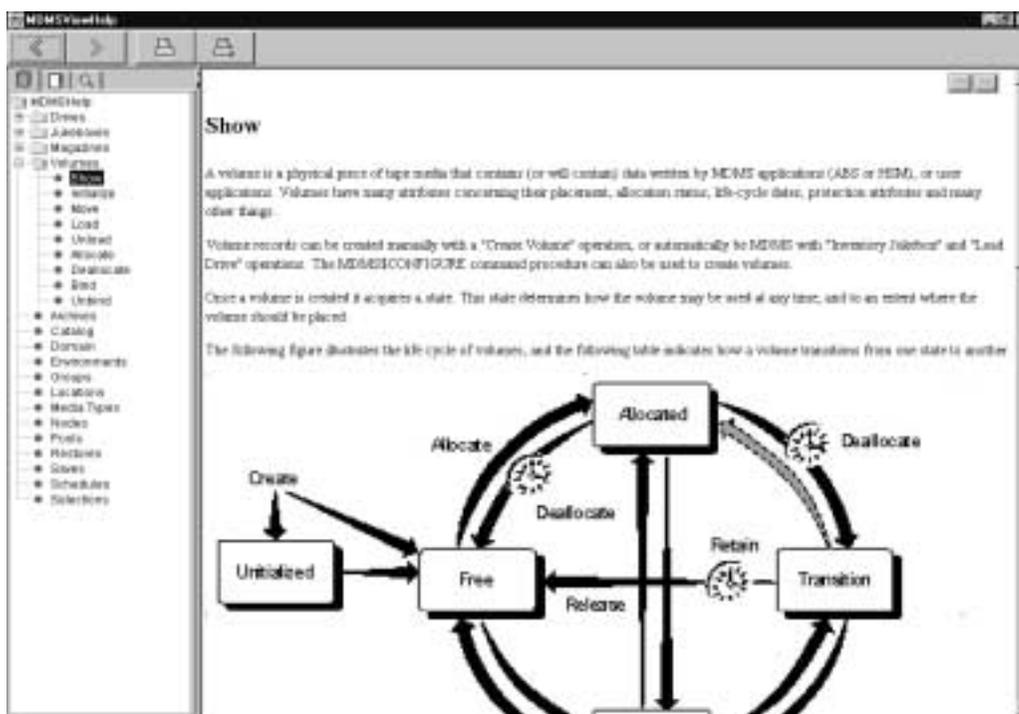 MDMSViewHelp
MDMSHelp
Drives
Jukeboxes
Magazines
Volumes
Show
Initialize
Move
Load
Unload
Allocate
Deallocate
Bind
Unbind
Archives
Catalog
Domain
Environments
Groups
Locations
Media Types
Nodes
Pools
Restores
Saves
Schedules
Selections
Show
A volume is a physical piece of tape media that contains (or will contain) data written by MDMS applications (ABS or HSM), or user
applications. Volumes have many attributes concerning their placement, allocation status, life-cycle dates, protection attributes and many
other things.
Volume records can be created manually with a "Create Volume" operation, or automatically be MDMS with "Inventory Jukebox" and "Load
Drive" operations. The MDMS$CONFIGURE command procedure can also be used to create volumes.
Once a volume is created it acquires a state. This state determines how the volume may be used at any time, and to an extent where the
volume should be placed.
The following figure illustrates the life cycle of volumes, and the following table indicates how a volume transitions from one state to another
Allocated
Allocate
Deallocate
Create
Deallocate
Retain
Unitialized
Free
Transition
Release